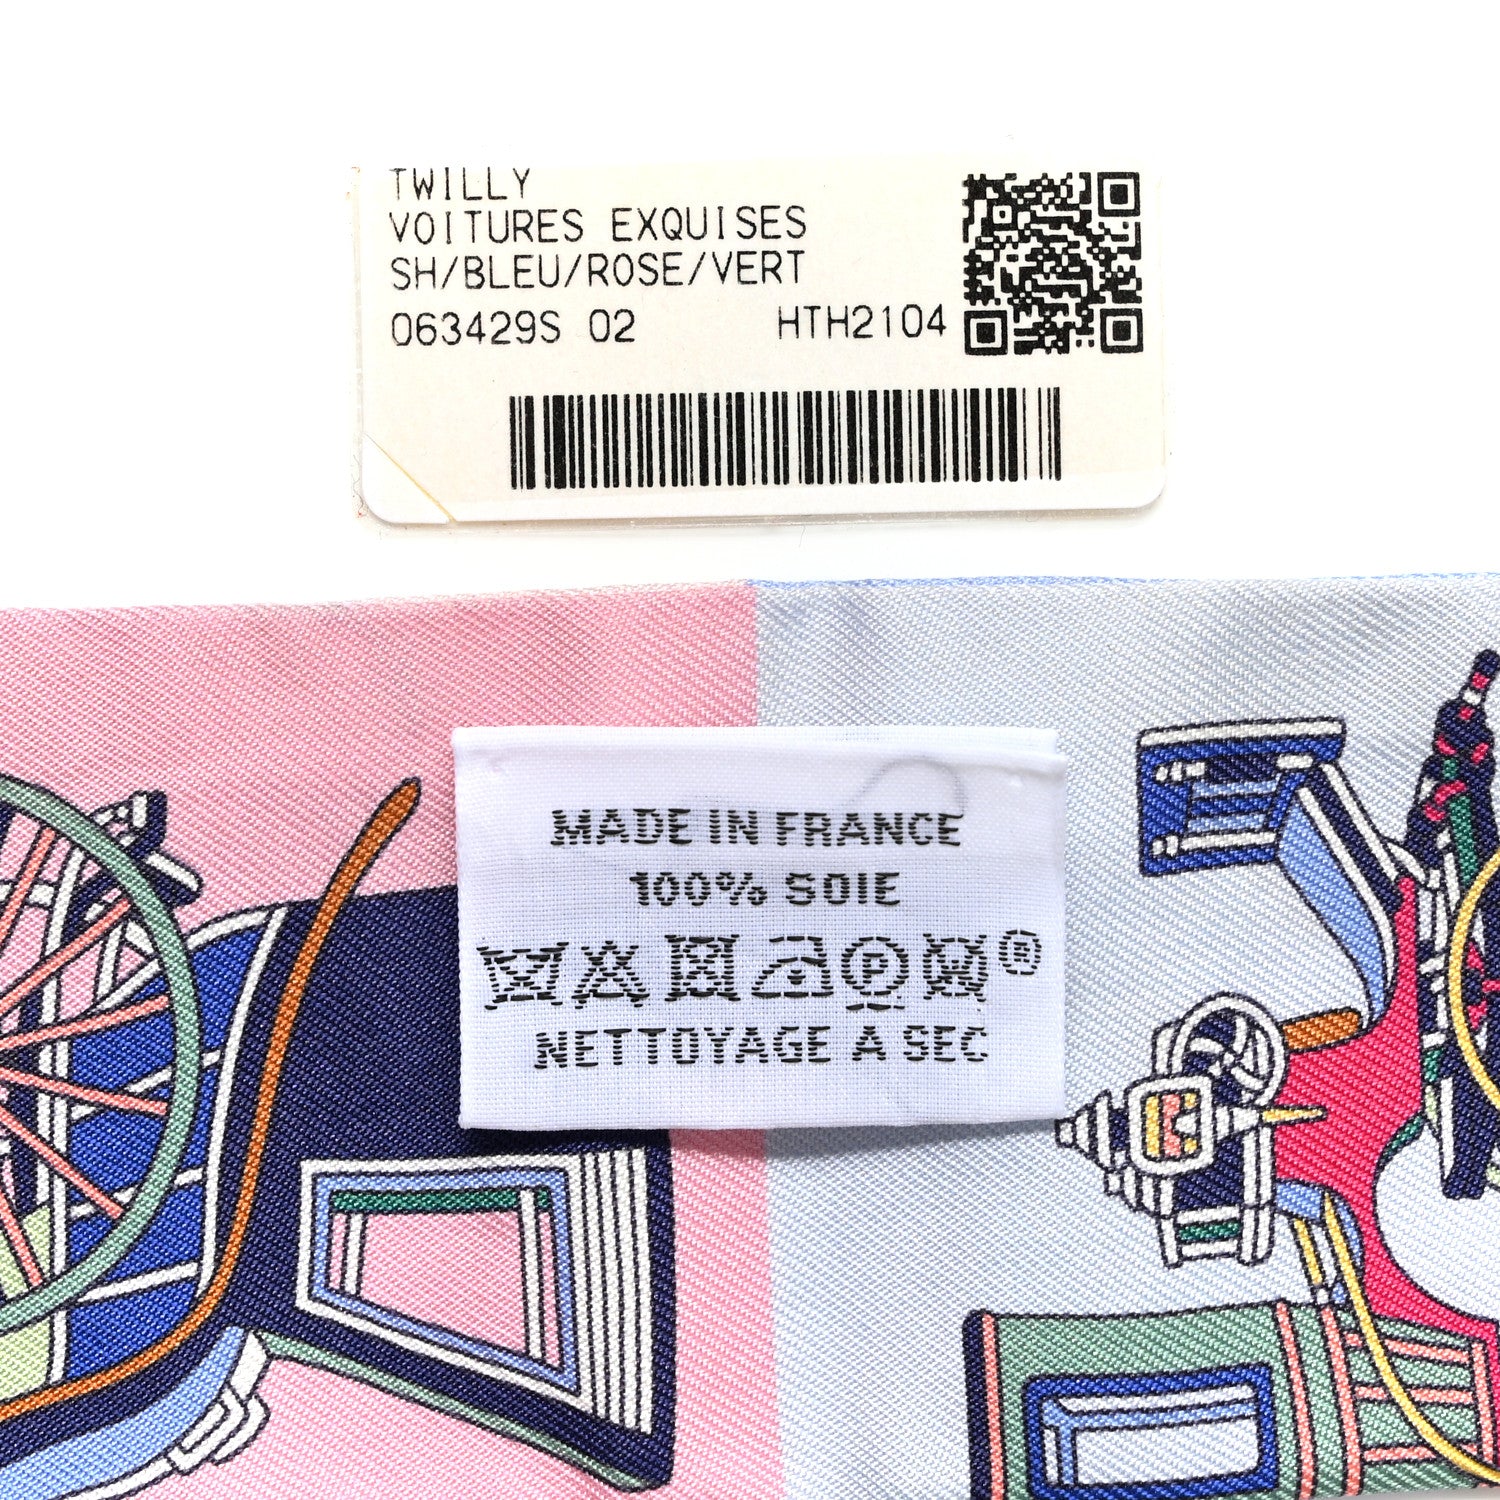 TWILLY
VOITURES EXQUISES
SH/BLEU/ROSE/VERT
063429S 02 HTH2104
MADE IN FRANCE
100% SOIE
P ®
NETTOYAGE A SEC